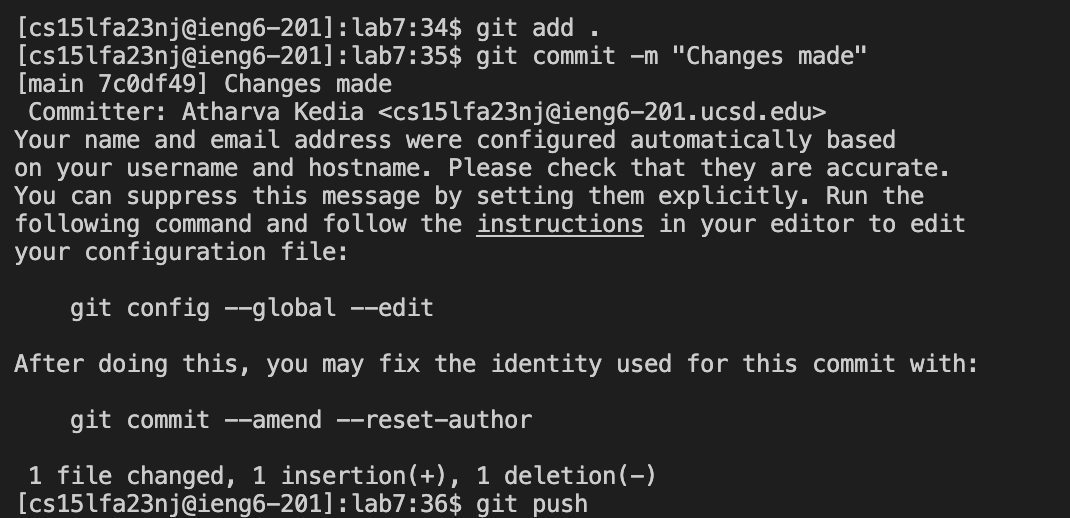 [cs15lfa23nj@ieng6-201]:lab7:34$ git add .
[cs15lfa23nj@ieng6-201]:lab7:35$ git commit -m "Changes made"
[main 7c0df49] Changes made
 Committer: Atharva Kedia <cs15lfa23nj@ieng6-201.ucsd.edu>
Your name and email address were configured automatically based
on your username and hostname. Please check that they are accurate.
You can suppress this message by setting them explicitly. Run the
following command and follow the instructions in your editor to edit
your configuration file:

    git config --global --edit

After doing this, you may fix the identity used for this commit with:

    git commit --amend --reset-author

 1 file changed, 1 insertion(+), 1 deletion(-)
[cs15lfa23nj@ieng6-201]:lab7:36$ git push